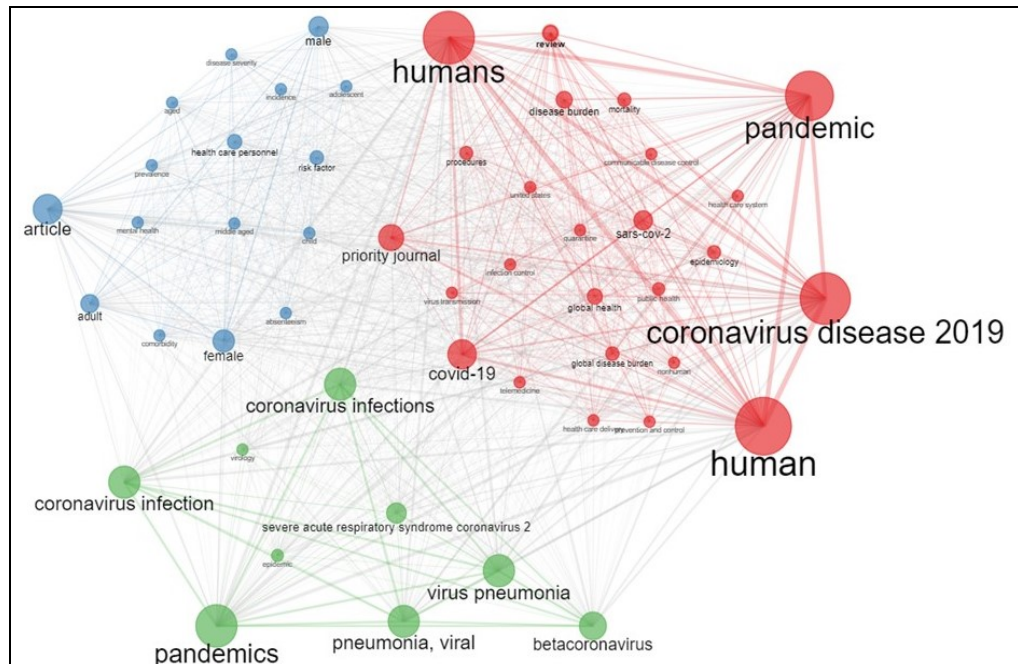 male
humans
review
disease severity
incidence
adolescent
aged
disease burden
mortality
pandemic
health care personnel
risk factor
procedures
communicable disease control
prevalence
united states
health care system
article
mental health
middle aged
child
priority journal
quarantine
sars-cov-2
infection control
epidemiology
virus transmission
global health
public health
coronavirus disease 2019
adult
absenteeism
comorbidity
female
covid-19
global disease burden
nonhuman
telemedicine
coronavirus infections
health care delivery
prevention and control
human
virology
coronavirus infection
severe acute respiratory syndrome coronavirus 2
epidemic
virus pneumonia
pandemics
pneumonia, viral
betacoronavirus